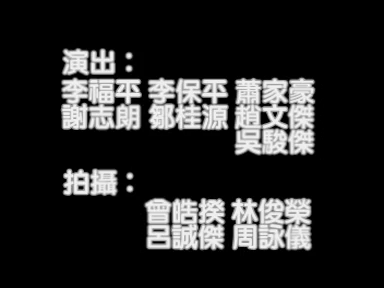 演出：
李福平 李保平 蕭家豪
謝志朗 鄒桂源 趙文傑
吳駿傑
拍攝：
曾皓揆 林俊榮
呂誠傑 周詠儀